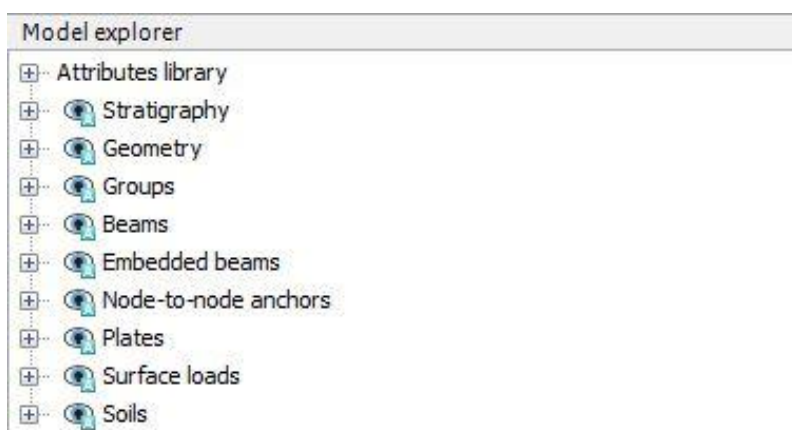 Model explorer
Attributes library
Stratigraphy
Geometry
Groups
Beams
Embedded beams
Node-to-node anchors
Plates
Surface loads
Soils